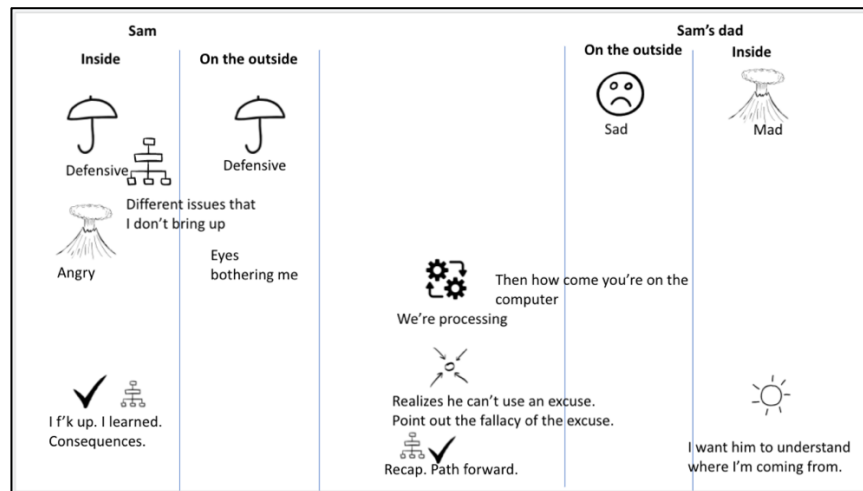 Sam
Sam's dad
Inside
On the outside
On the outside
Inside
Defensive
Defensive
Sad
Mad
Different issues that
I don't bring up
Angry
Eyes
bothering me
Then how come you're on the
computer
We're processing
I f'k up. I learned.
Consequences.
Realizes he can't use an excuse.
Point out the fallacy of the excuse.
Recap. Path forward.
I want him to understand
where I'm coming from.